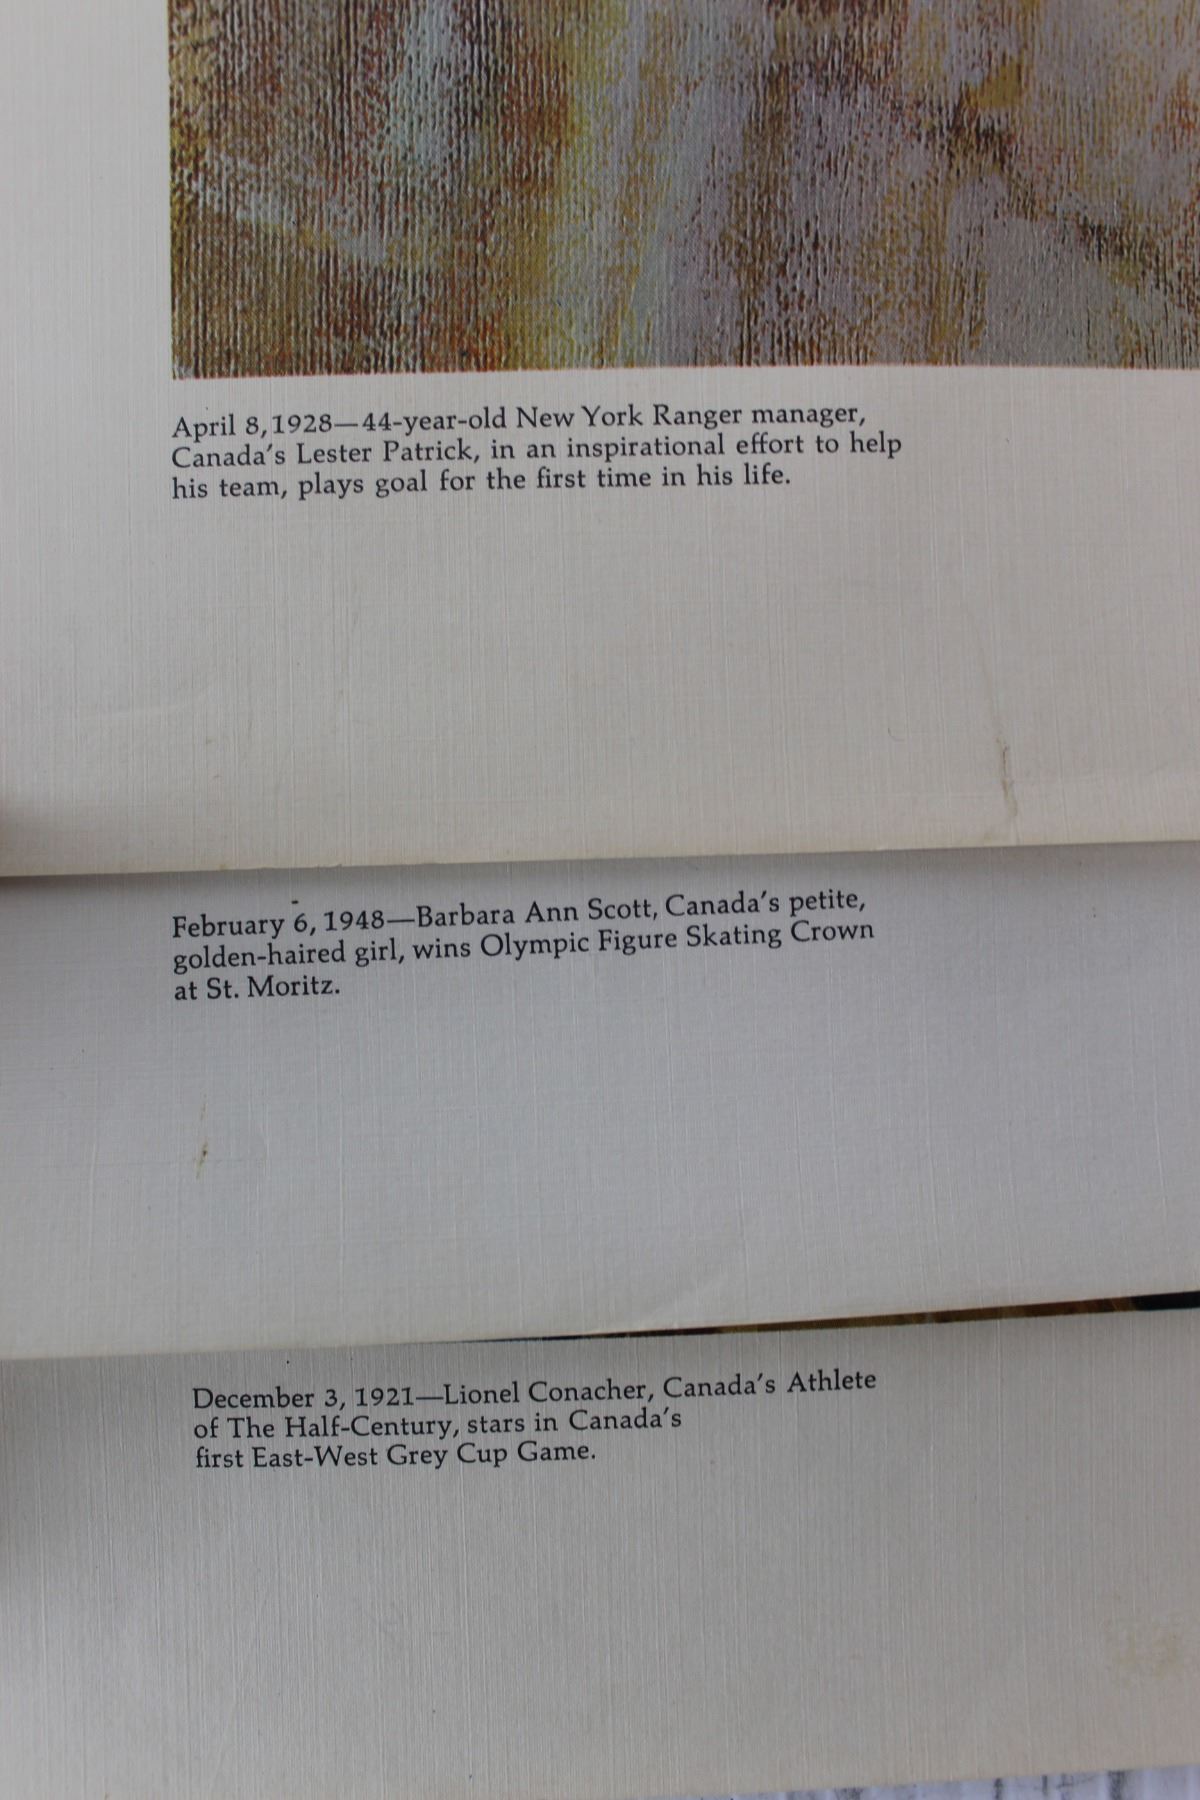 April 8, 1928—44-year-old New York Ranger manager,
Canada's Lester Patrick, in an inspirational effort to help
his team, plays goal for the first time in his life.
February 6, 1948—Barbara Ann Scott, Canada's petite,
golden-haired girl, wins Olympic Figure Skating Crown
at St. Moritz.
December 3, 1921—Lionel Conacher, Canada's Athlete
of The Half-Century, stars in Canada's
first East-West Grey Cup Game.